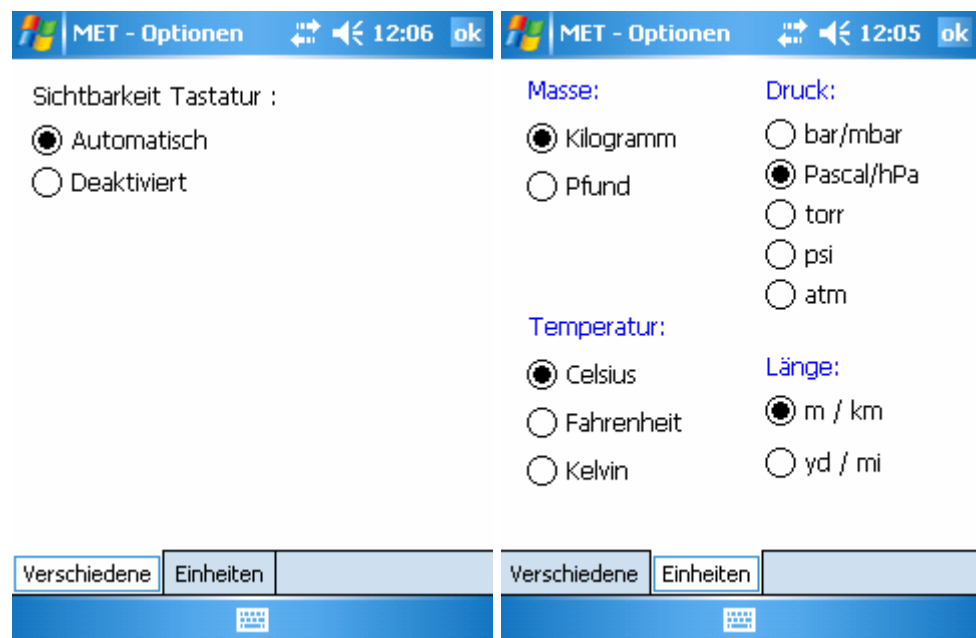 MET - Optionen 12:06 ok
Sichtbarkeit Tastatur :
Automatisch
Deaktiviert
Verschiedene Einheiten
MET - Optionen 12:05 ok
Masse:
Kilogramm
Pfund
Temperatur:
Celsius
Fahrenheit
Kelvin
Druck:
bar/mbar
Pascal/hPa
torr
psi
atm
Länge:
m / km
yd / mi
Verschiedene Einheiten